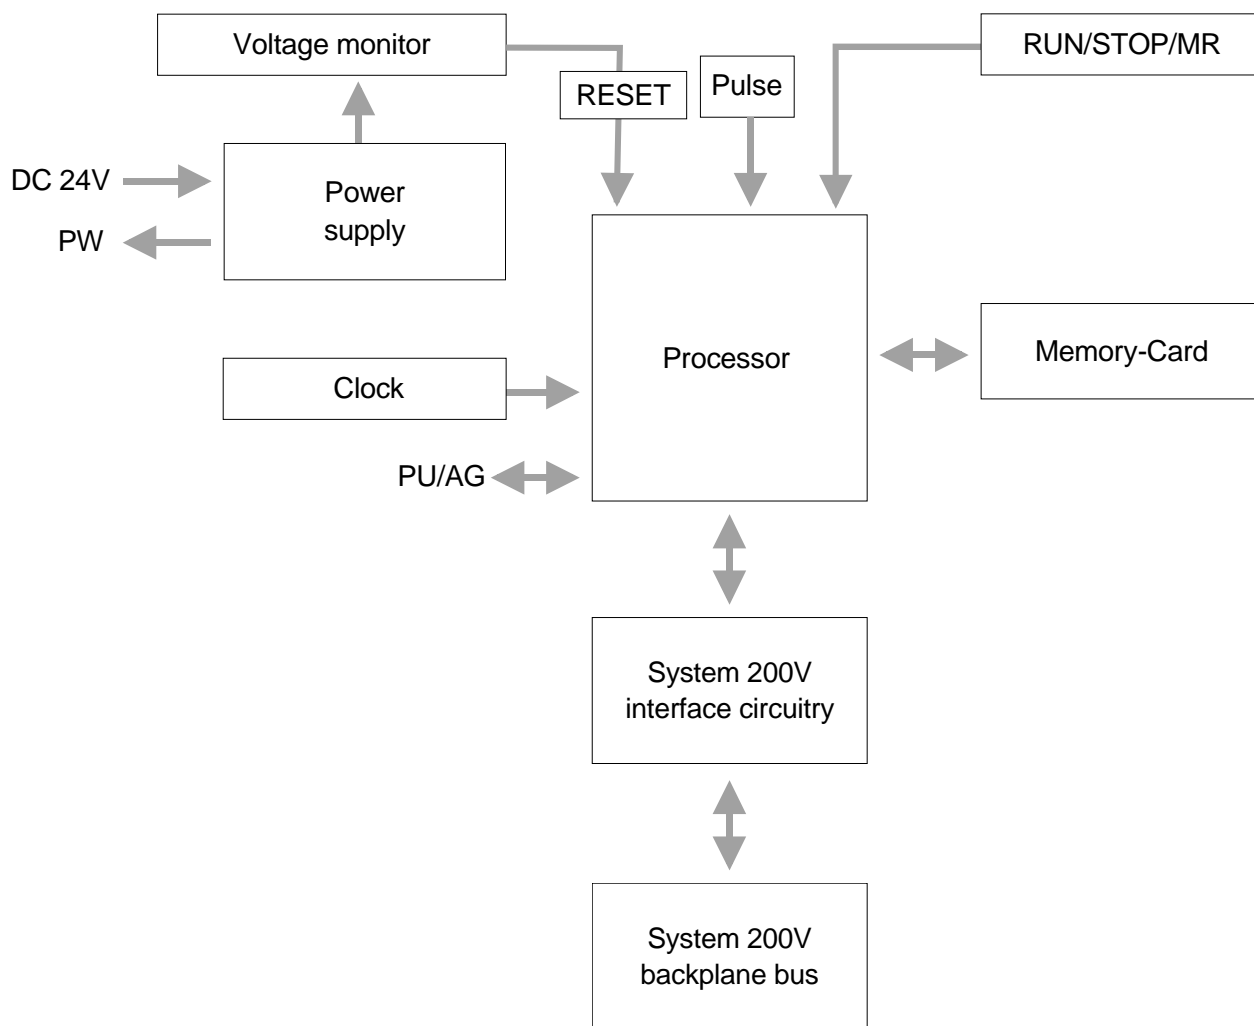 Voltage monitor
RUN/STOP/MR
RESET
Pulse
DC 24V
Power
supply
PW
Processor
Memory-Card
Clock
PU/AG
System 200V
interface circuitry
System 200V
backplane bus